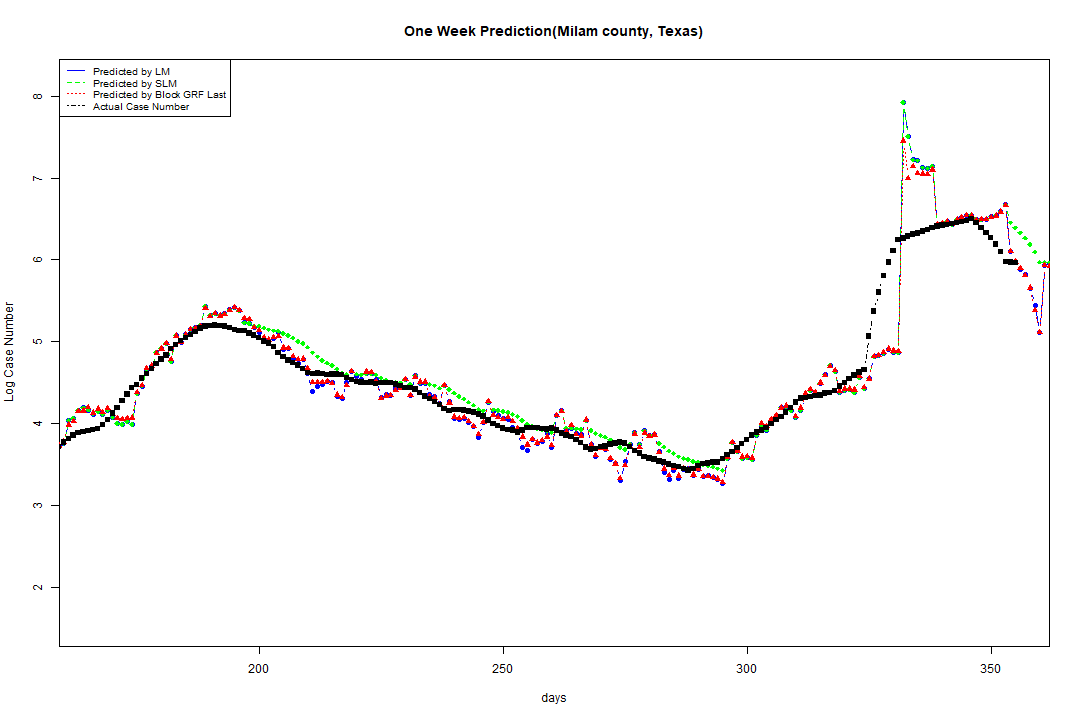 One Week Prediction(Milam county, Texas)
Predicted by LM
Predicted by SLM
Predicted by Block GRF Last
Actual Case Number
8
7
6
5
4
3
2
Log Case Number
200 250 300 350
days